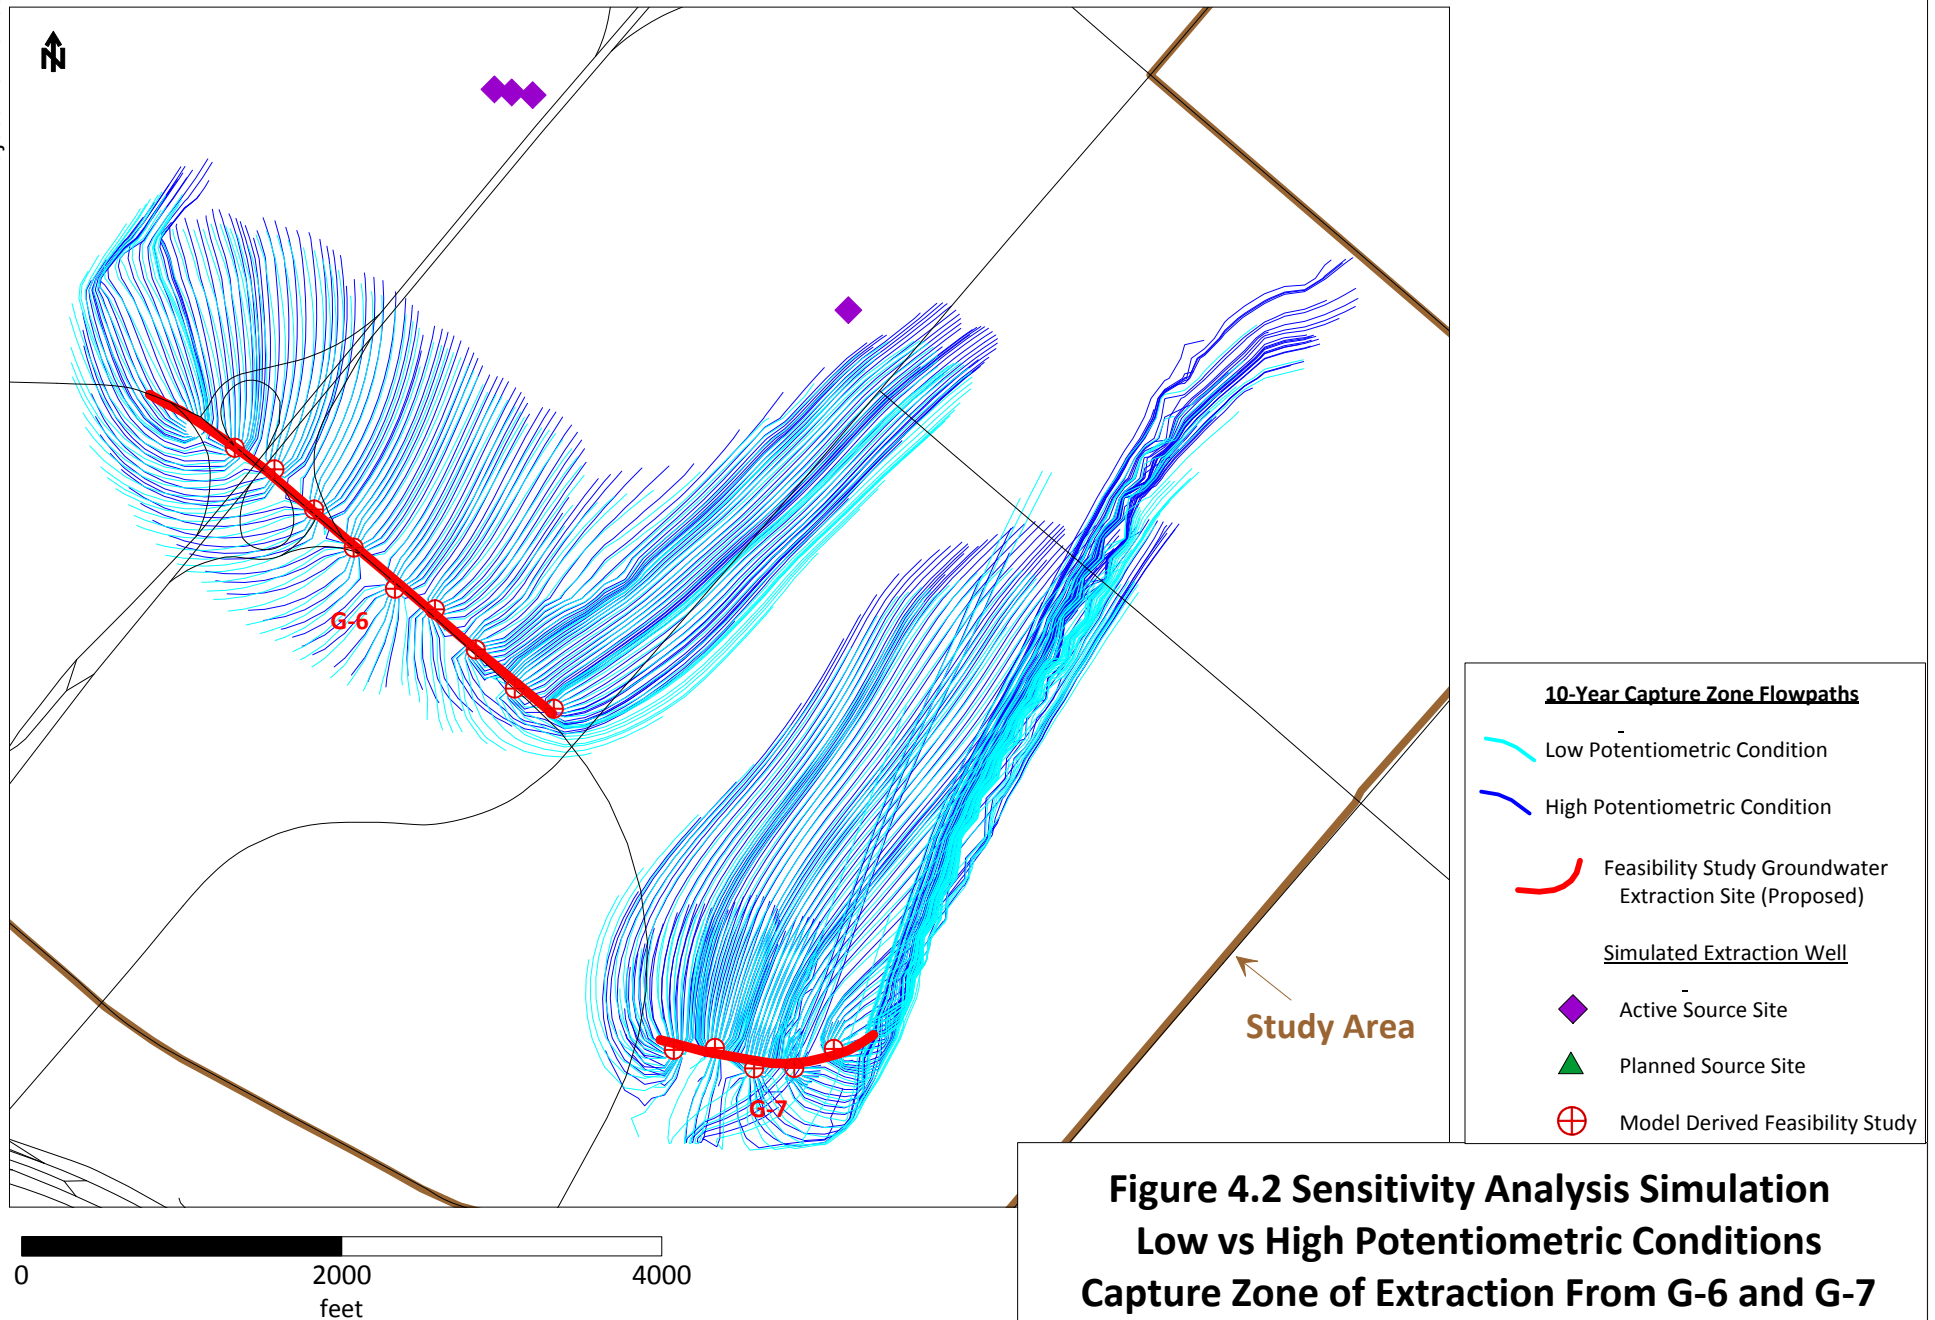 N
G-6
G-7
Study Area
10-Year Capture Zone Flowpaths
Low Potentiometric Condition
High Potentiometric Condition
Feasibility Study Groundwater
Extraction Site (Proposed)
Simulated Extraction Well
Active Source Site
Planned Source Site
Model Derived Feasibility Study
Figure 4.2 Sensitivity Analysis Simulation
Low vs High Potentiometric Conditions
Capture Zone of Extraction From G-6 and G-7
0 2000 4000
feet